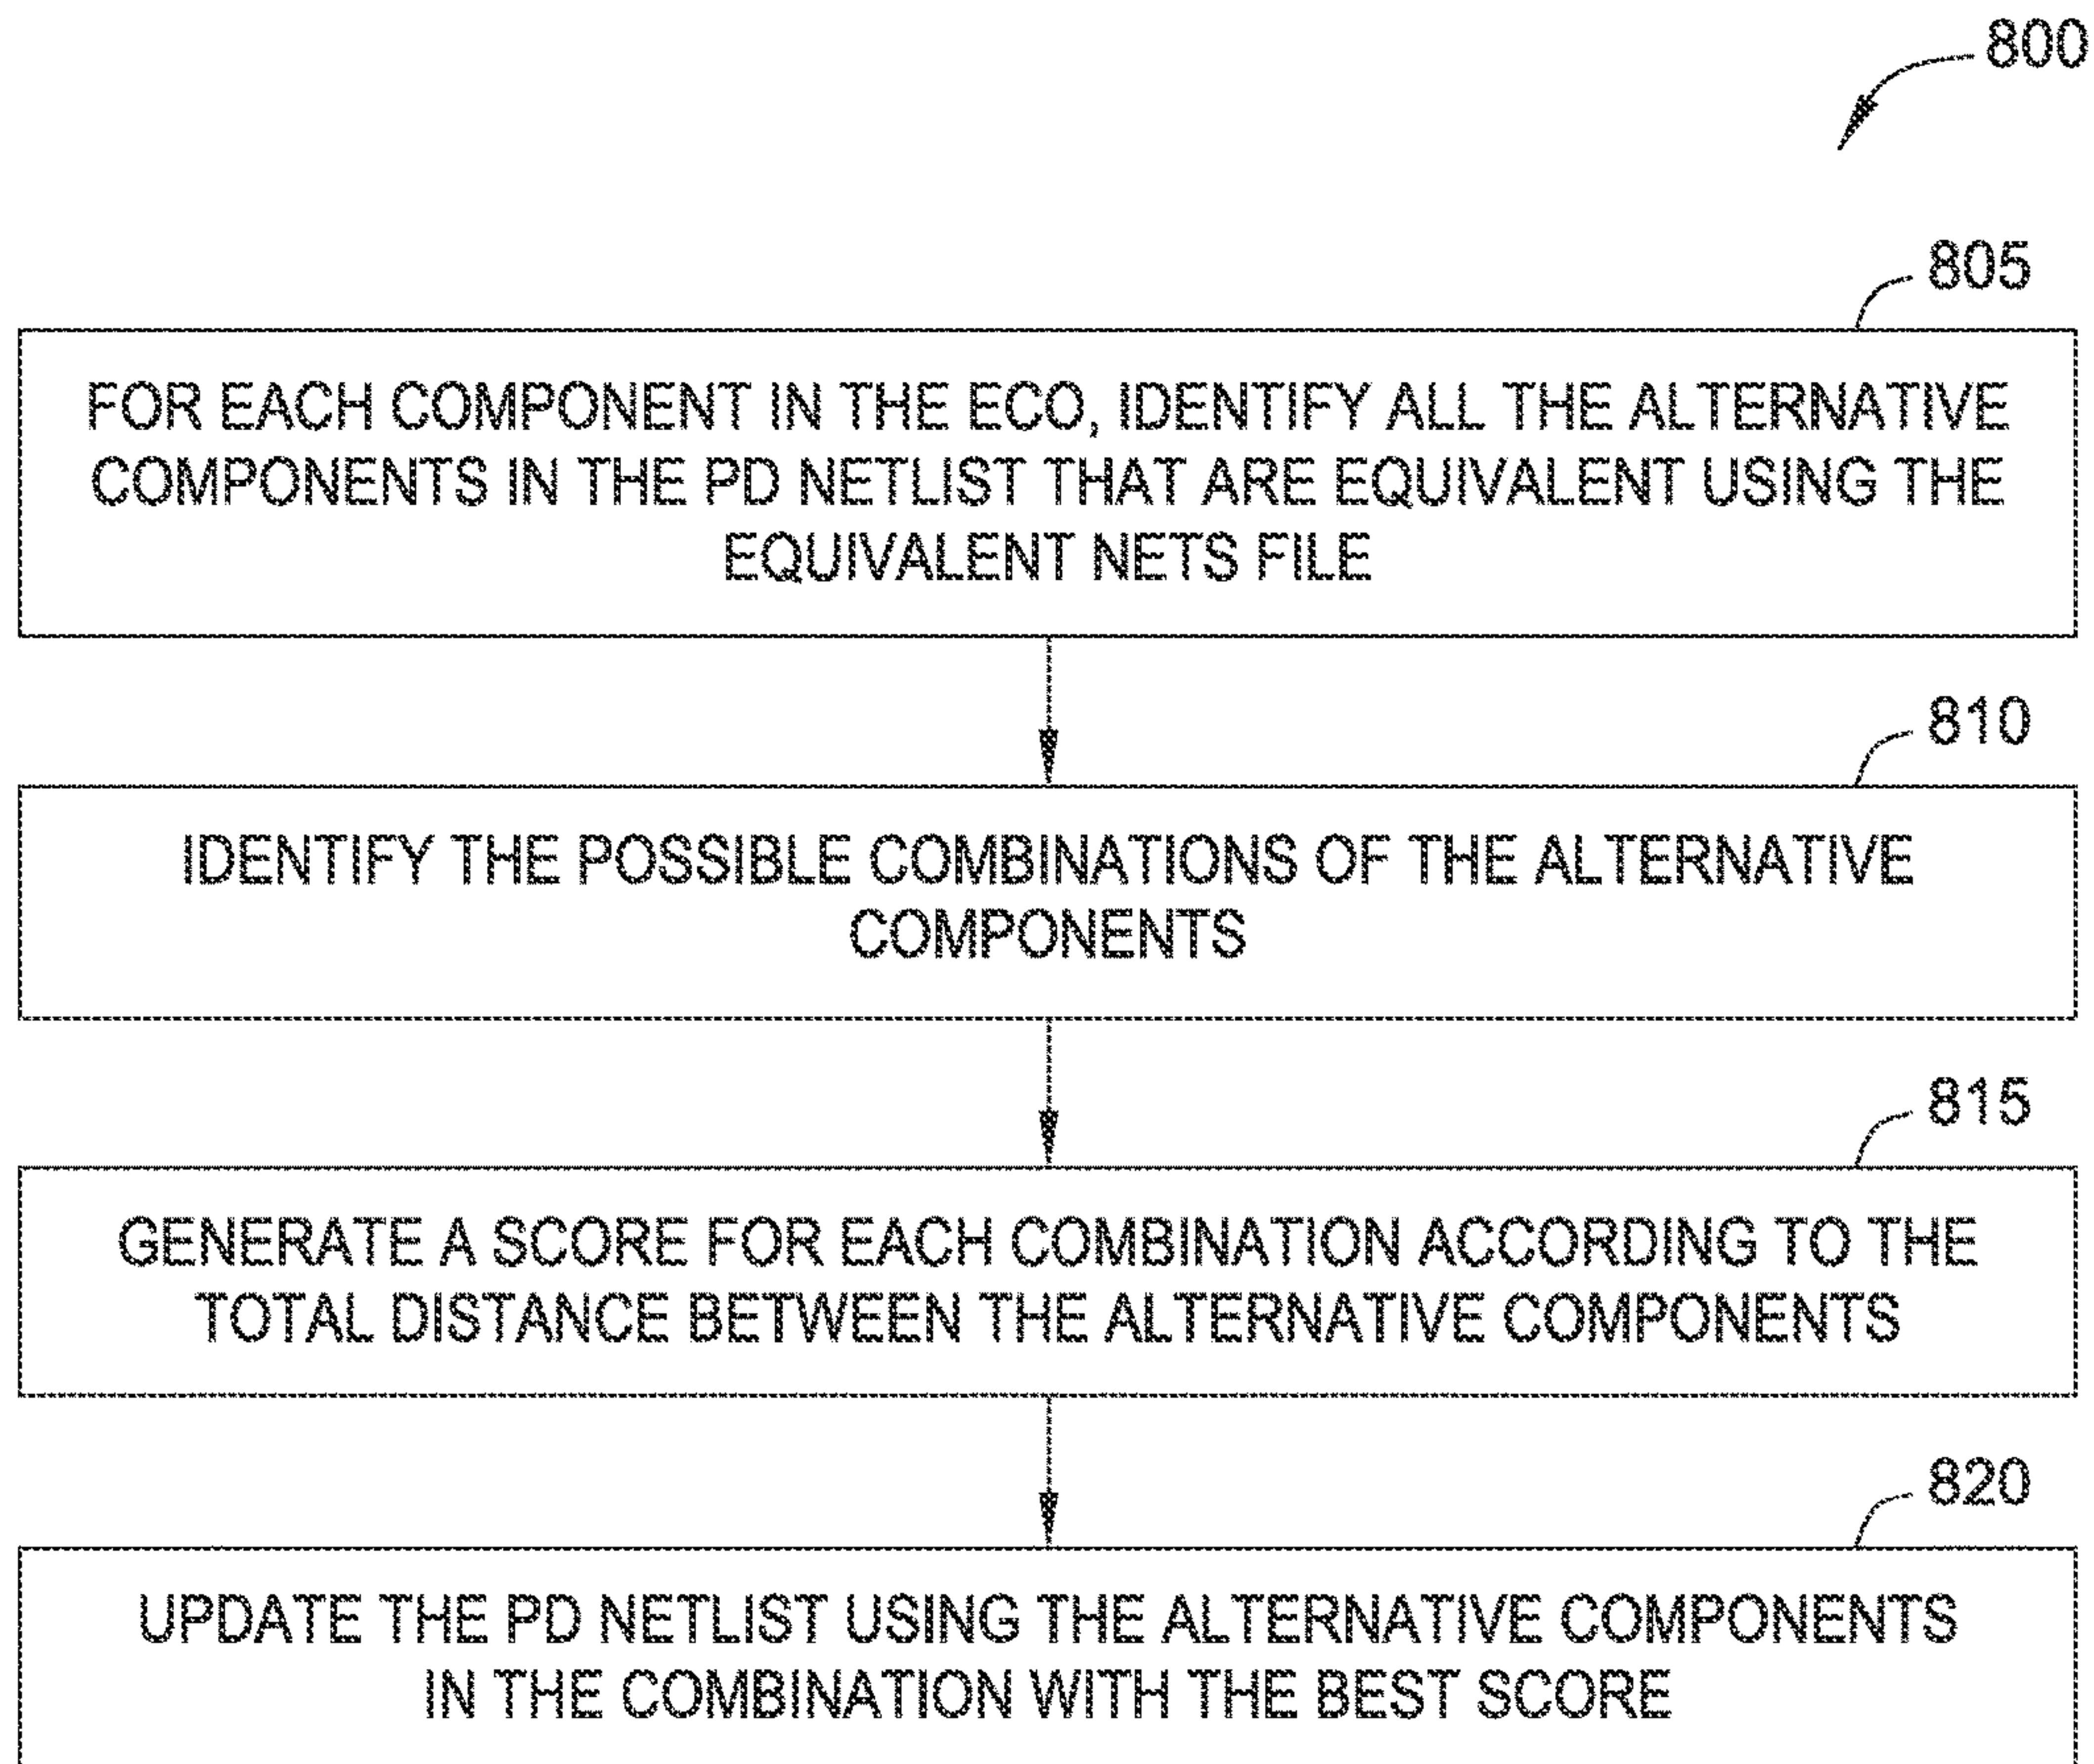 800
805
FOR EACH COMPONENT IN THE ECO, IDENTIFY ALL THE ALTERNATIVE
COMPONENTS IN THE PD NETLIST THAT ARE EQUIVALENT USING THE
EQUIVALENT NETS FILE
810
IDENTIFY THE POSSIBLE COMBINATIONS OF THE ALTERNATIVE
COMPONENTS
815
GENERATE A SCORE FOR EACH COMBINATION ACCORDING TO THE
TOTAL DISTANCE BETWEEN THE ALTERNATIVE COMPONENTS
820
UPDATE THE PD NETLIST USING THE ALTERNATIVE COMPONENTS
IN THE COMBINATION WITH THE BEST SCORE